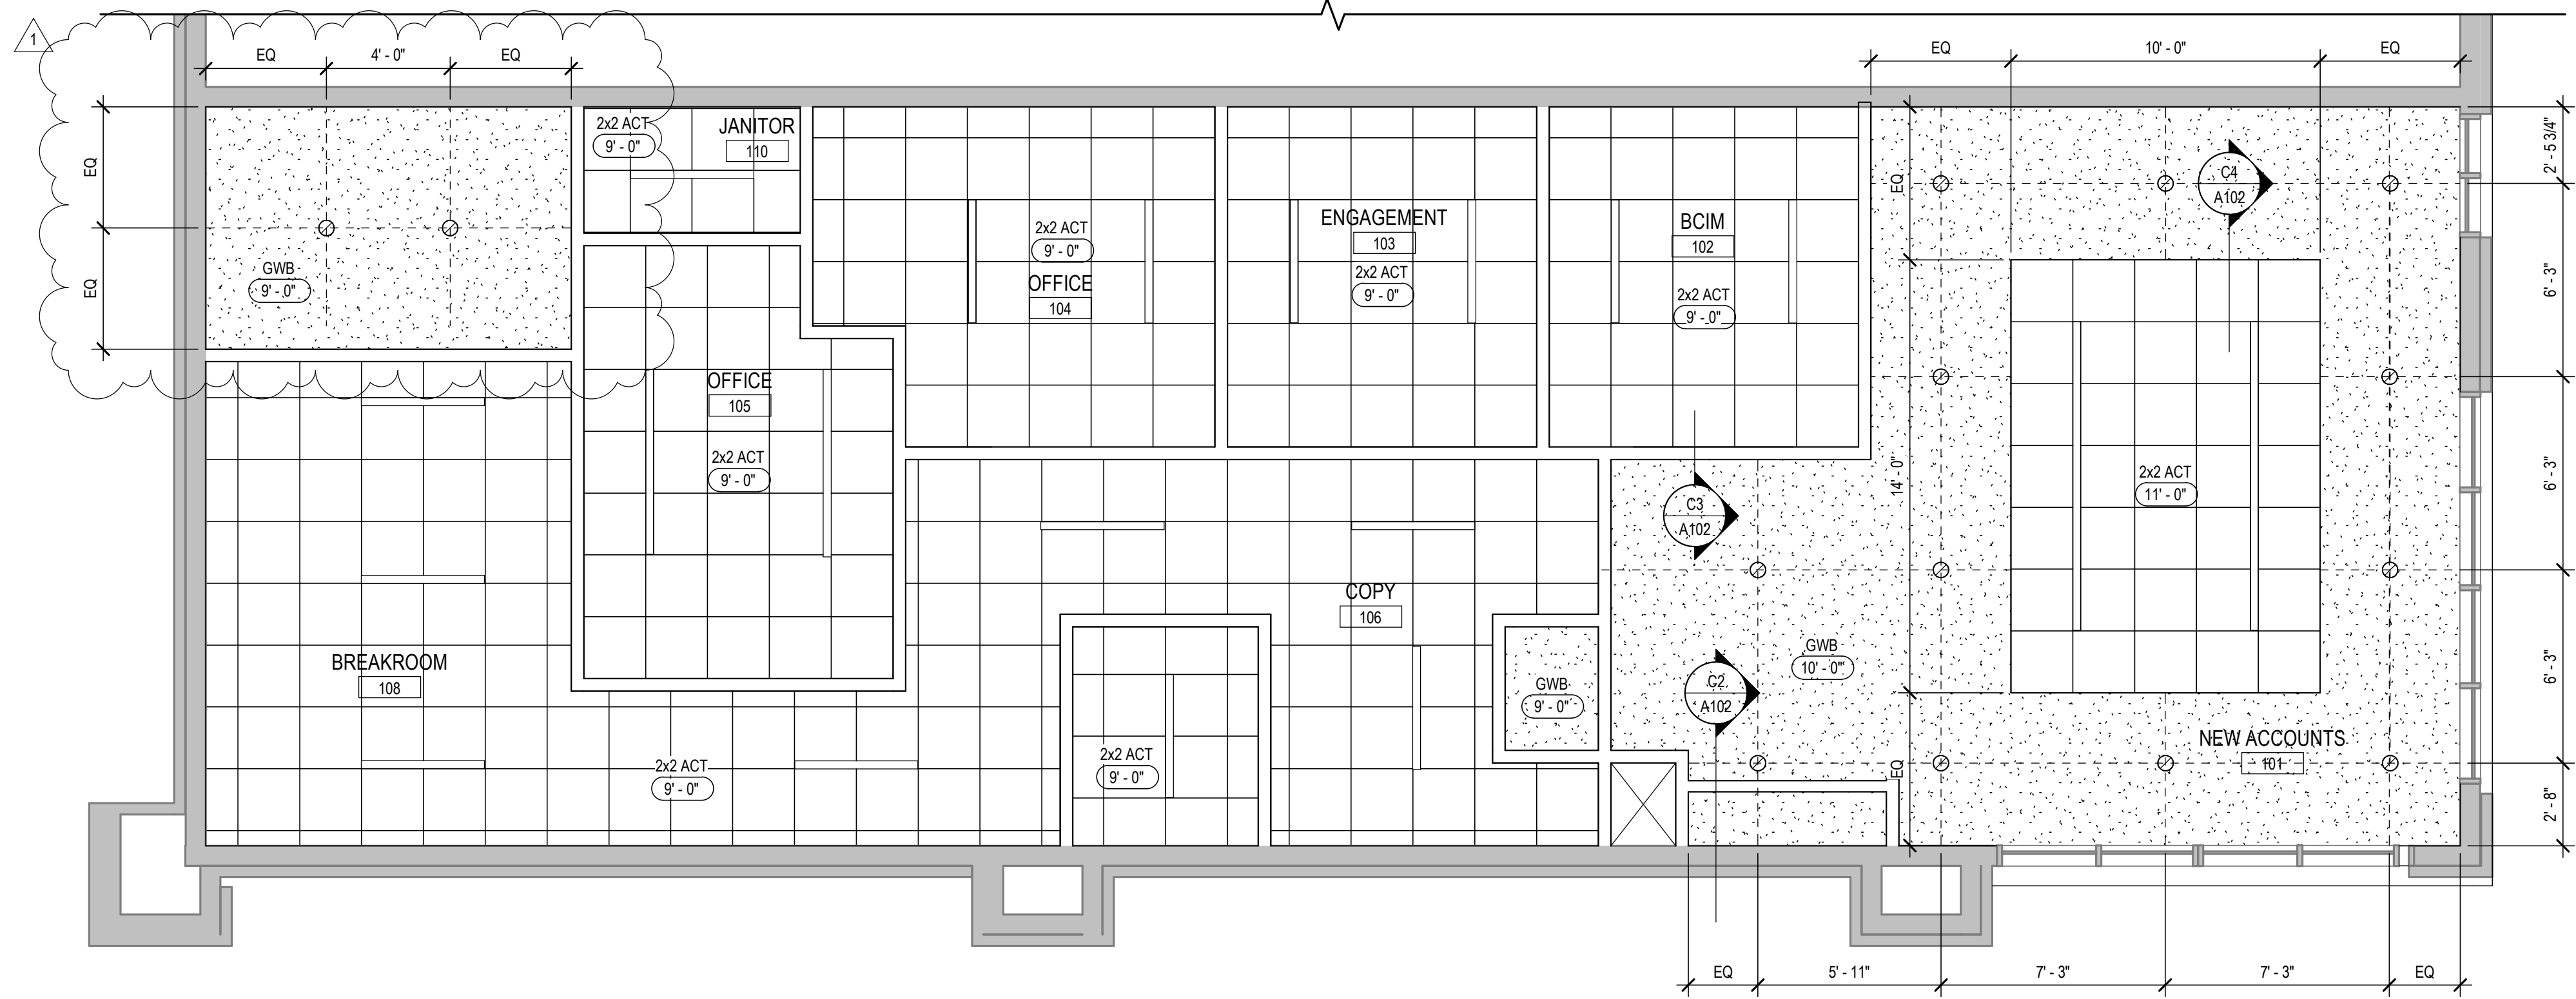 1
EQ
4' - 0"
EQ
EQ
10' - 0"
EQ
2x2 ACT
9' - 0"
JANITOR
110
EQ
EQ
GWB
9' - 0"
2x2 ACT
9' - 0"
OFFICE
104
ENGAGEMENT
103
2x2 ACT
9' - 0"
BCIM
102
2x2 ACT
9' - 0"
EQ
C4
A102
2' - 5 3/4"
6' - 3"
OFFICE
105
2x2 ACT
9' - 0"
C3
A102
14' - 0"
2x2 ACT
11' - 0"
6' - 3"
BREAKROOM
108
COPY
106
GWB
9' - 0"
GWB
10' - 0"
C2
A102
6' - 3"
2x2 ACT
9' - 0"
2x2 ACT
9' - 0"
EQ
NEW ACCOUNTS
101
2' - 8"
EQ
5' - 11"
7' - 3"
7' - 3"
EQ